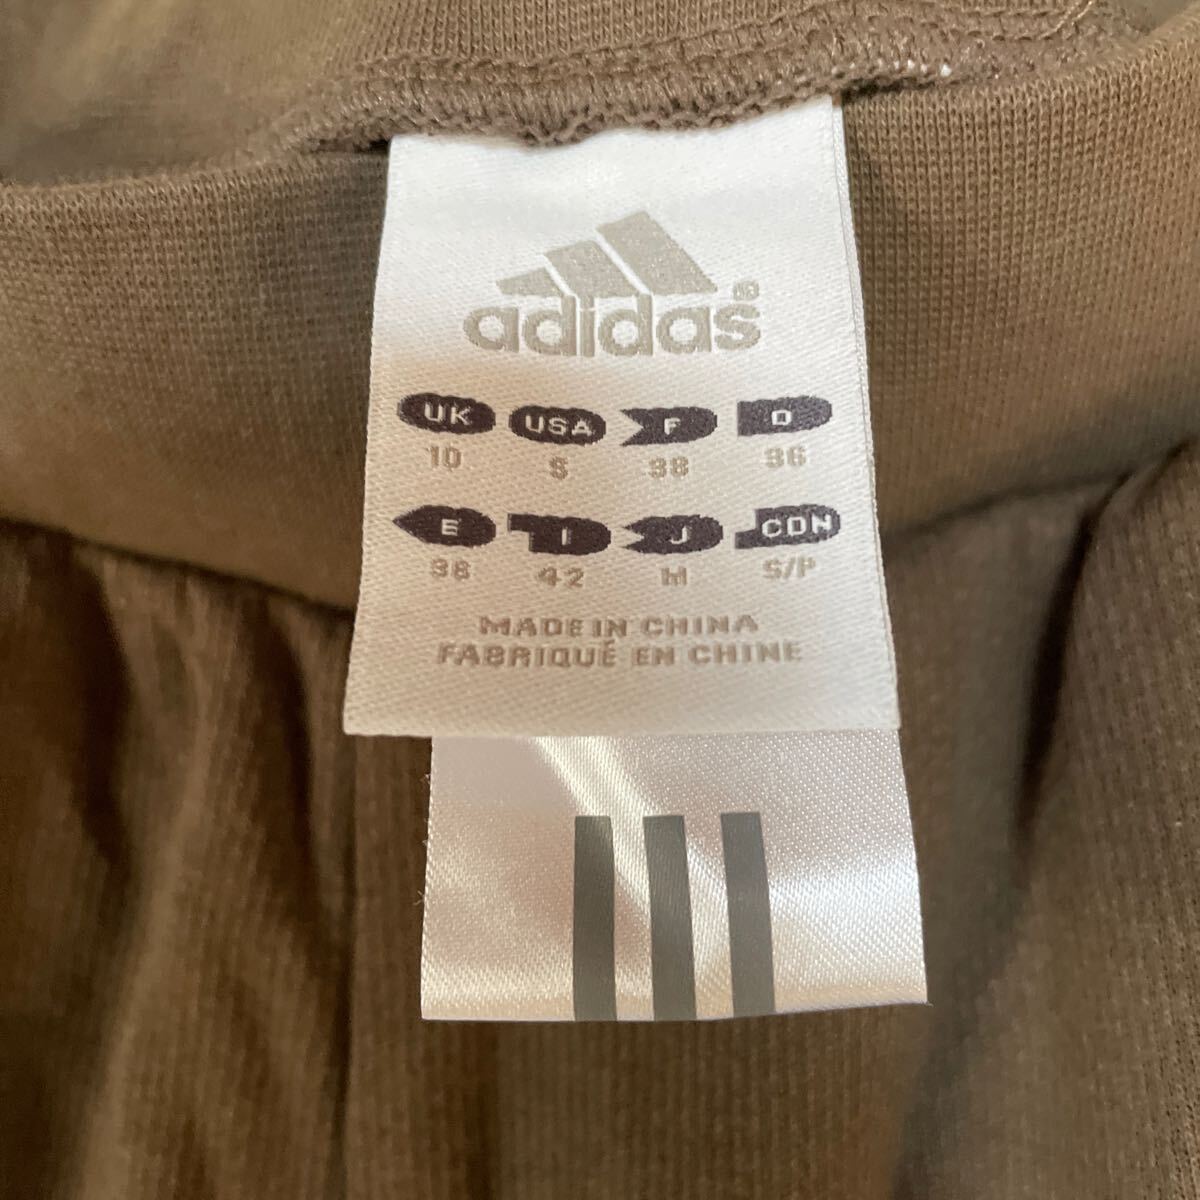 adidas®
UK USA F D
10 S 38 36
E I J CDN
38 42 M S/P
MADE IN CHINA
FABRIQUÉ EN CHINE